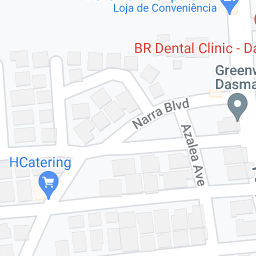 Loja de Conveniência
BR Dental Clinic - Da
Greenw
Dasma
Narra Blvd
Azalea Ave
HCatering